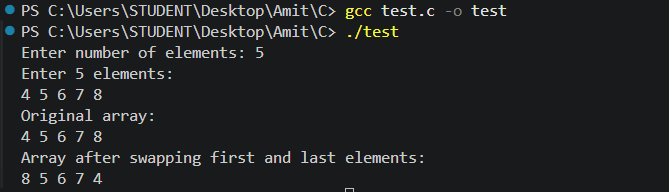 PS C:\Users\STUDENT\Desktop\Amit\C> gcc test.c -o test
PS C:\Users\STUDENT\Desktop\Amit\C> ./test
Enter number of elements: 5
Enter 5 elements:
4 5 6 7 8
Original array:
4 5 6 7 8
Array after swapping first and last elements:
8 5 6 7 4